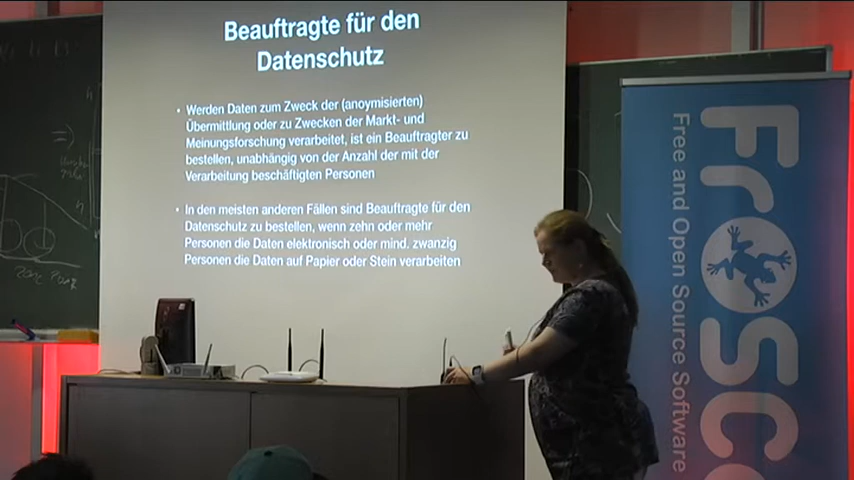 Beauftragte für den
Datenschutz
• Werden Daten zum Zweck der (anoymisierten)
Übermittlung oder zu Zwecken der Markt- und
Meinungsforschung verarbeitet, ist ein Beauftragter zu
bestellen, unabhängig von der Anzahl der mit der
Verarbeitung beschäftigten Personen
• In den meisten anderen Fällen sind Beauftragte für den
Datenschutz zu bestellen, wenn zehn oder mehr
Personen die Daten elektronisch oder mind. zwanzig
Personen die Daten auf Papier oder Stein verarbeiten
Free and Open Source Software
FrOSC